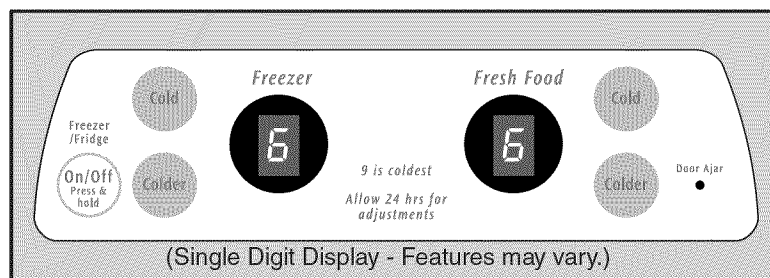 Freezer
Fresh Food
Cold
Cold
Freezer
/Fridge
6
6
On/Off
Press &
hold
Colder
9 is coldest
Allow 24 hrs for
adjustments
Colder
Door Ajar
(Single Digit Display - Features may vary.)